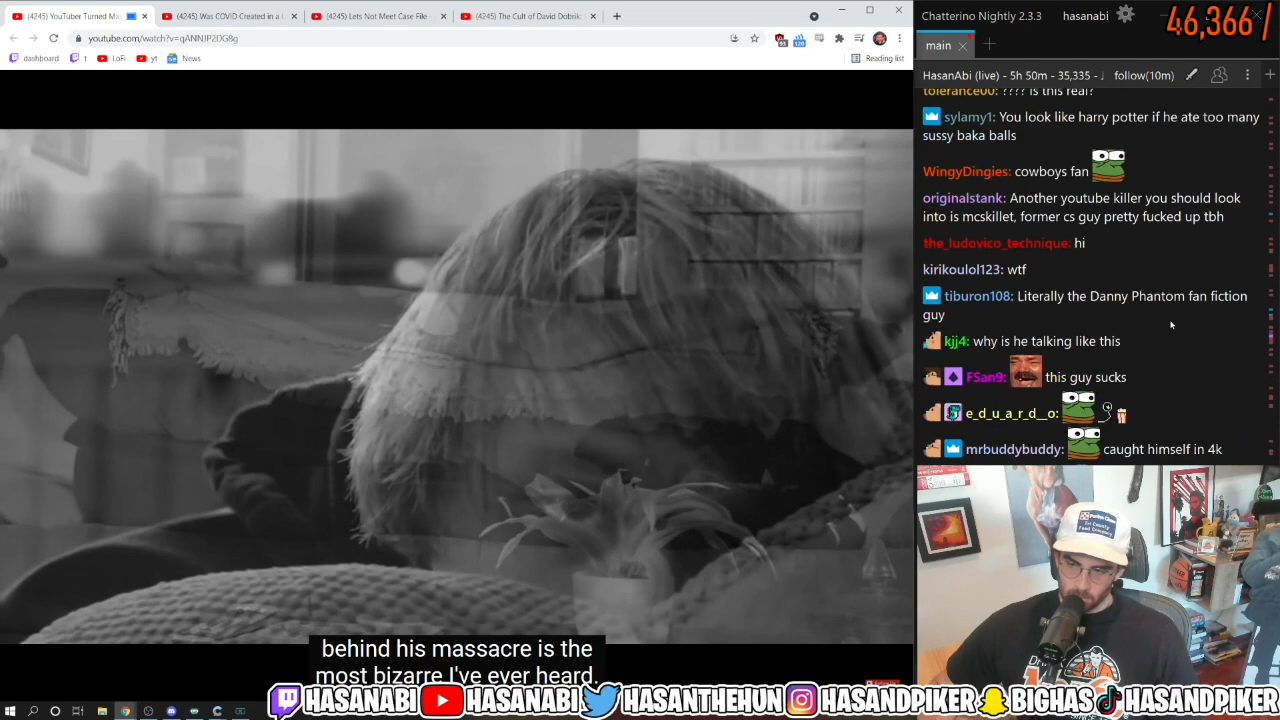 (4245) YouTuber Turned Ma
(4245) Was COVID Created in a
(4245) Lets Not Meet Case File -
(4245) The Cult of David Dobrik:
youtube.com/watch?v=qANNJP2DG8g
dashboard
t
LoFi
yt
News
Reading list
Chatterino Nightly 2.3.3
hasanabi
46,366/
main
HasanAbi (live) - 5h 50m - 35,335 -
follow(10m)
tolerance00: ???? is this real?
sylamy1: You look like harry potter if he ate too many
sussy baka balls
WingyDingies: cowboys fan
originalstank: Another youtube killer you should look
into is mcskillet, former cs guy pretty fucked up tbh
the_ludovico_technique: hi
kirikoulol123: wtf
tiburon108: Literally the Danny Phantom fan fiction
guy
kjj4: why is he talking like this
FSan9: this guy sucks
e_d_u_a_r_d__o:
mrbuddybuddy: caught himself in 4k
behind his massacre is the
most bizarre I've ever heard.
HASANABI
HASANABI
HASANTHEHUN
HASANDPIKER
BIGHAS
HASANDPIKER